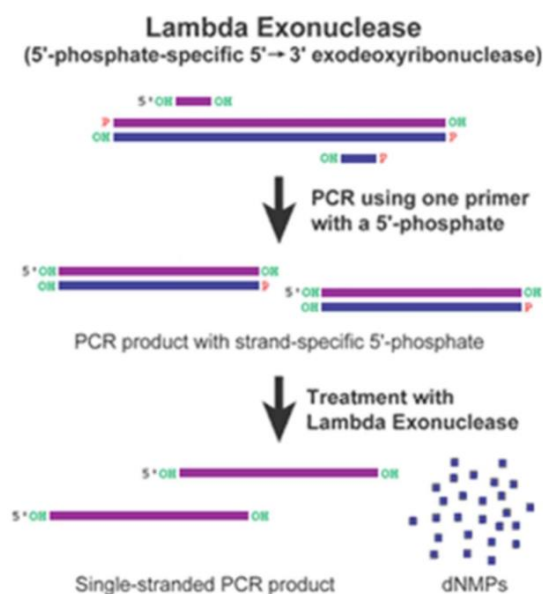 Lambda Exonuclease
(5'-phosphate-specific 5'→ 3' exodeoxyribonuclease)
5'OH OH
P OH
OH P
OH P
PCR using one primer
with a 5'-phosphate
5'OH OH
OH P
5'OH OH
OH P
PCR product with strand-specific 5'-phosphate
Treatment with
Lambda Exonuclease
5'OH OH
5'OH OH
Single-stranded PCR product dNMPs